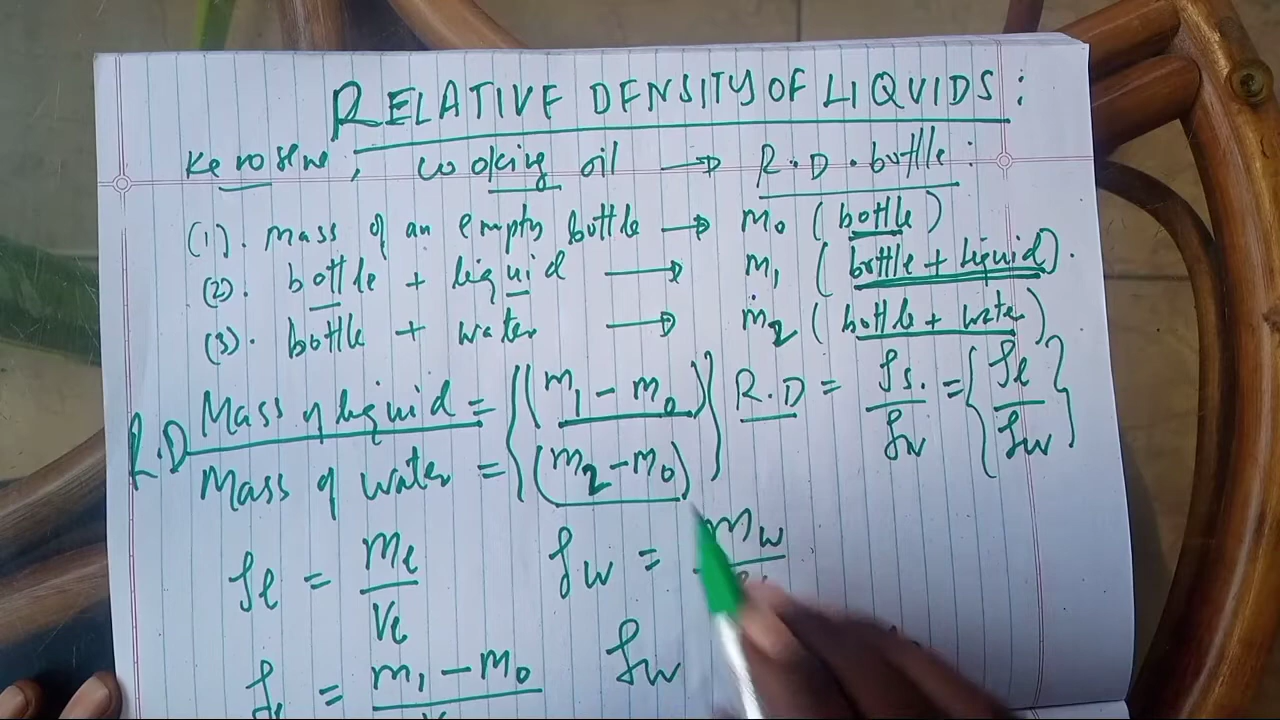 RELATIVE DENSITY OF LIQUIDS :
Kerosene, cooking oil → R.D. bottle :
(1). Mass of an empty bottle → m₀ (bottle)
(2). bottle + liquid → m₁ (bottle + liquid).
(3). bottle + water → m₂ (bottle + water)
R.D Mass of liquid / Mass of water = = {(m₁ - m₀) / (m₂ - m₀)} R.D = ρs. / ρw = {ρℓ / ρw}
ρℓ = mℓ / vℓ ρw = mw
= m₁ - m₀ ρw